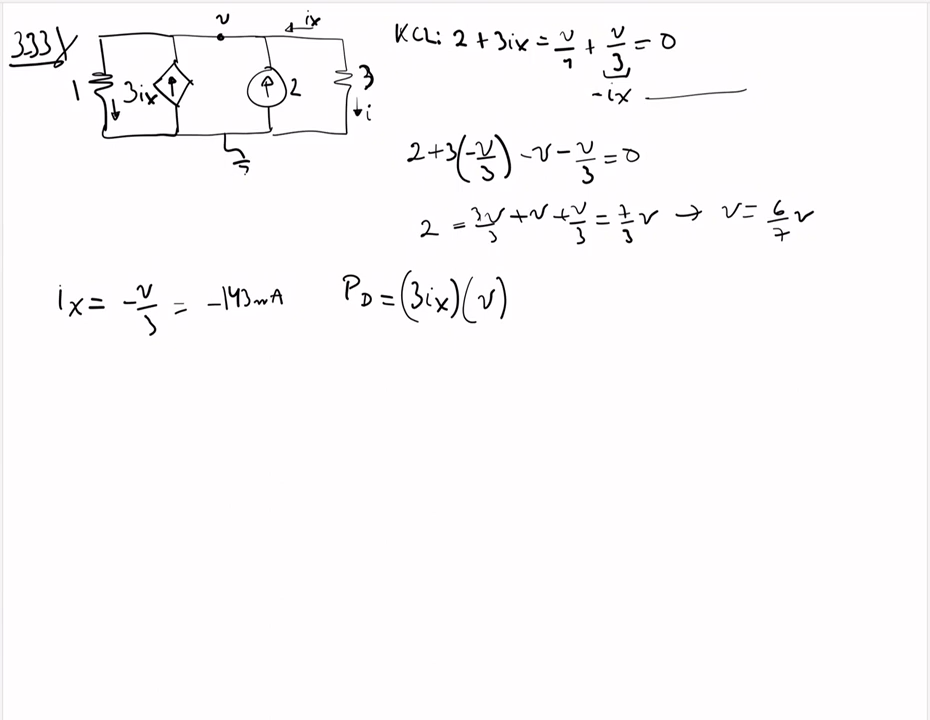 333)
v
ix
1
3ix
2
3
i
KCL: 2 + 3ix = v/1 + v/3 = 0
-ix
2+3(-v/3) -v - v/3 = 0
2 = 3v/3 + v + v/3 = 7/3 v → v = 6/7 v
ix = -v/3 = -143mA
PD = (3ix)(v)